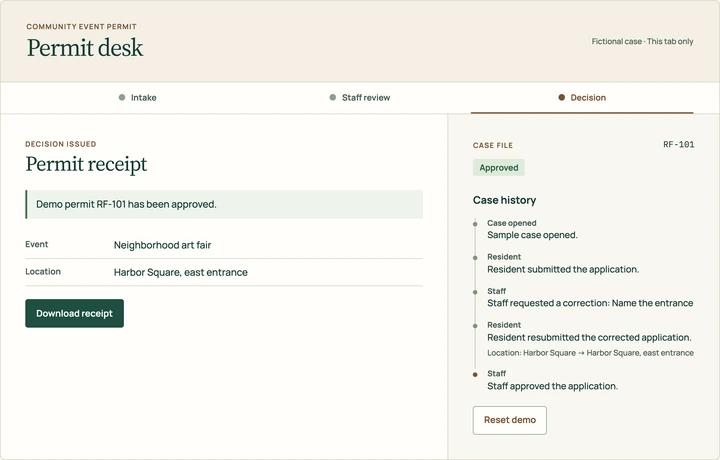 COMMUNITY EVENT PERMIT
Permit desk
Fictional case · This tab only
Intake
Staff review
Decision
DECISION ISSUED
Permit receipt
Demo permit RF-101 has been approved.
Event Neighborhood art fair
Location Harbor Square, east entrance
Download receipt
CASE FILE RF-101
Approved
Case history
Case opened
Sample case opened.
Resident
Resident submitted the application.
Staff
Staff requested a correction: Name the entrance
Resident
Resident resubmitted the corrected application.
Location: Harbor Square → Harbor Square, east entrance
Staff
Staff approved the application.
Reset demo